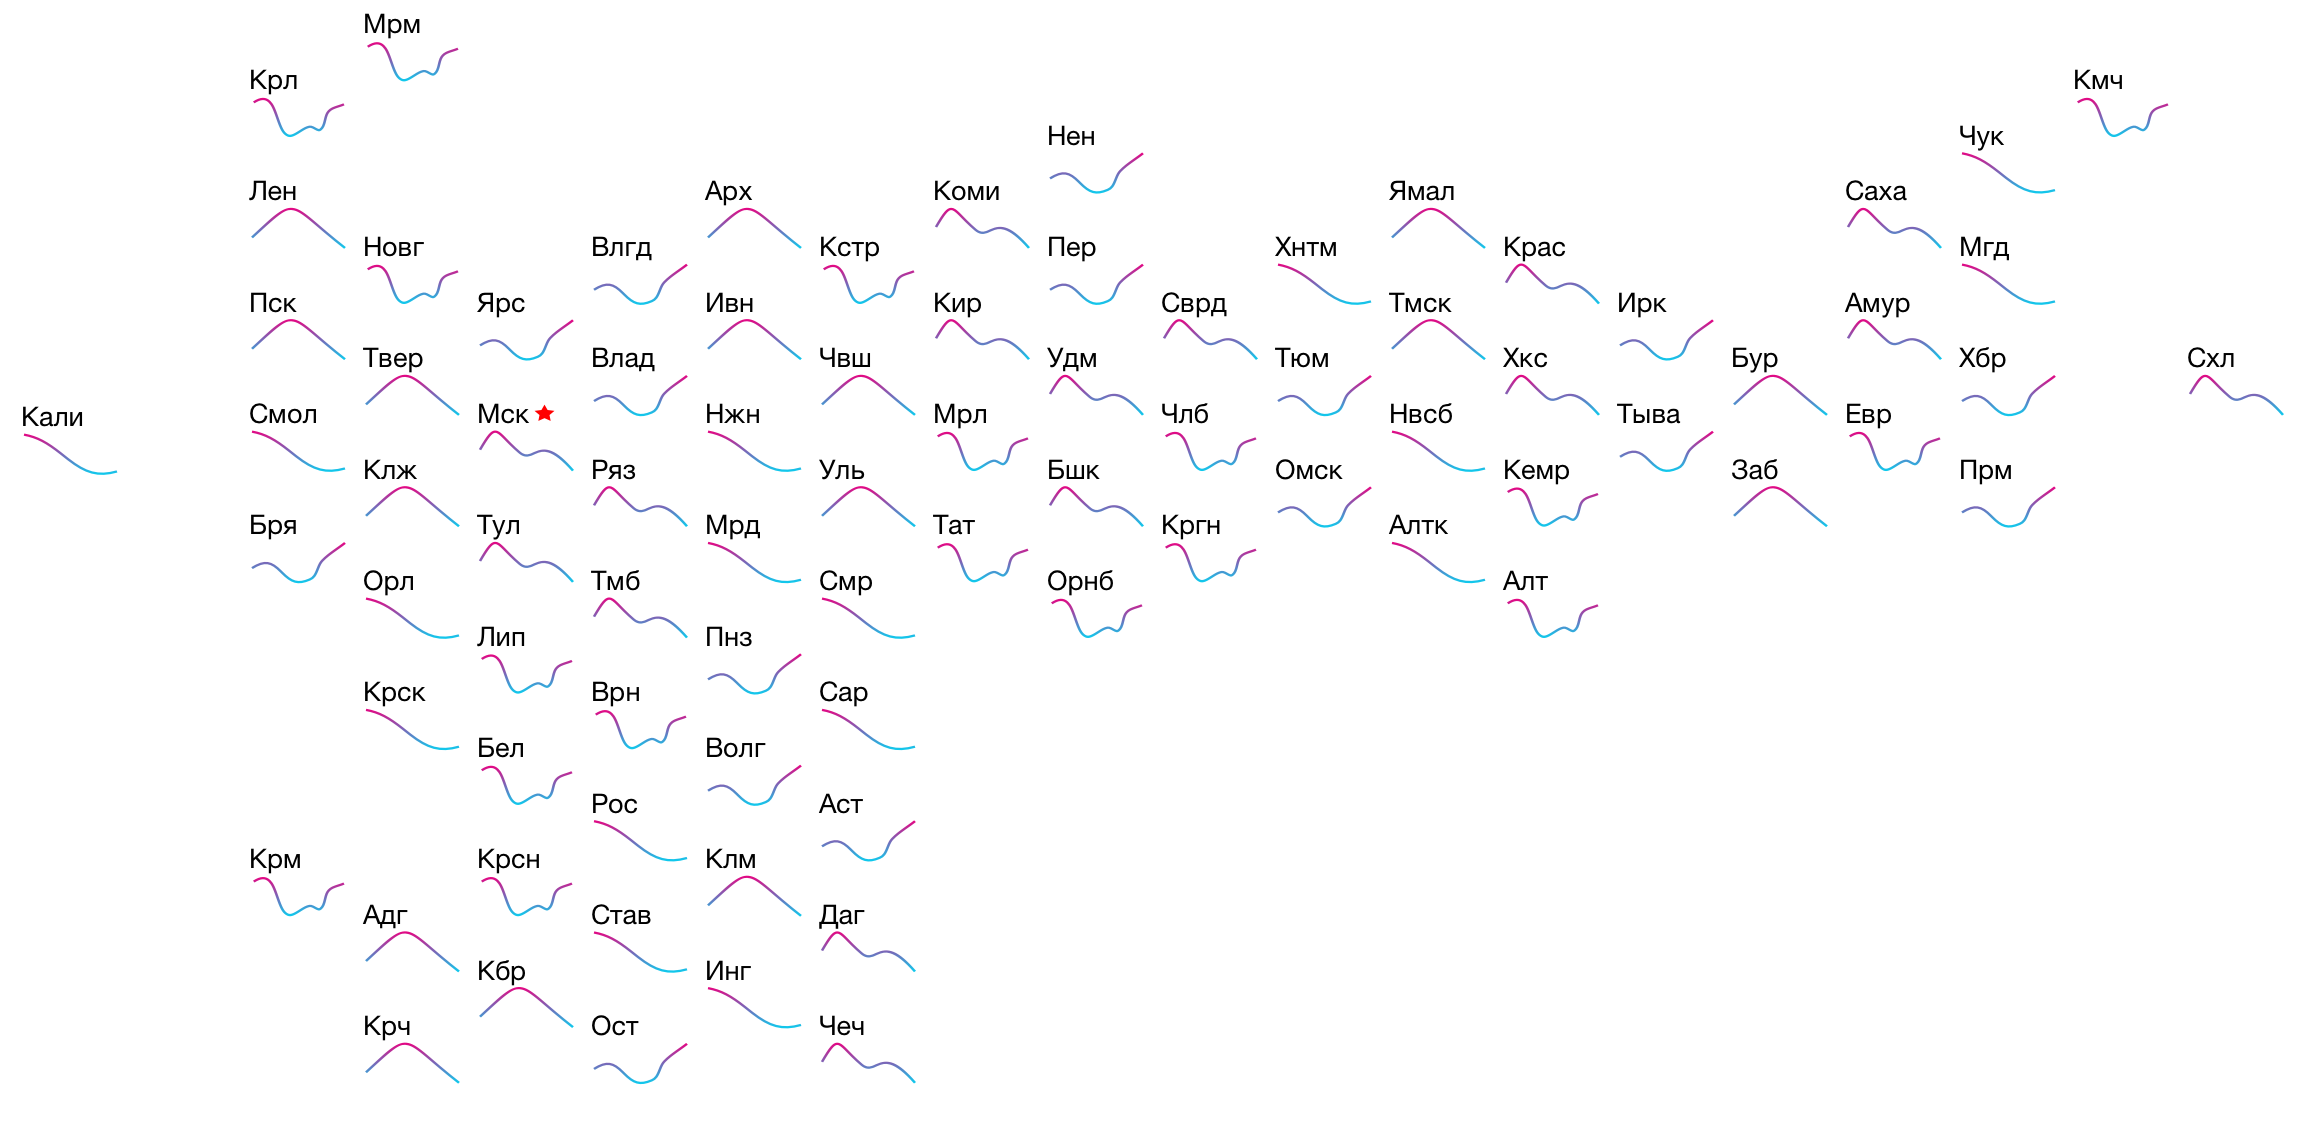 Мрм
Крл Кмч
Нен Чук
Лен Арх Коми Ямал Саха
Новг Влгд Кстр Пер Хнтм Крас Мгд
Пск Ярс Ивн Кир Сврд Тмск Ирк Амур
Твер Влад Чвш Удм Тюм Хкс Бур Хбр Схл
Кали Смол Мск Нжн Мрл Члб Нвсб Тыва Евр
Клж Ряз Уль Бшк Омск Кемр Заб Прм
Бря Тул Мрд Тат Кргн Алтк
Орл Тмб Смр Орнб Алт
Лип Пнз
Крск Врн Сар
Бел Волг
Рос Аст
Крм Крсн Клм
Адг Став Даг
Кбр Инг
Крч Ост Чеч